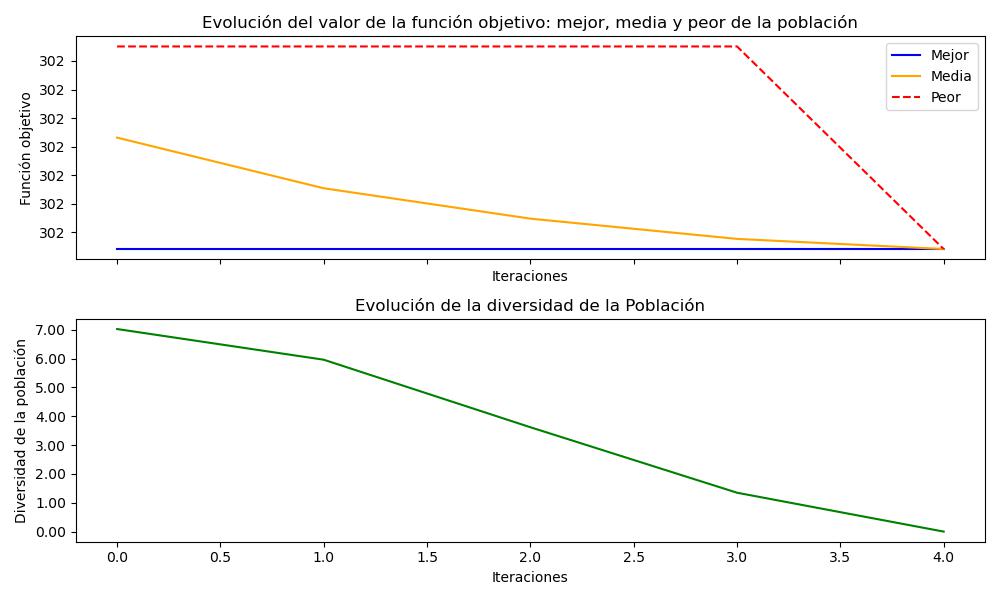 Evolución del valor de la función objetivo: mejor, media y peor de la población
302
302
302
302
302
302
302
Función objetivo
Mejor
Media
Peor
Iteraciones
Evolución de la diversidad de la Población
7.00
6.00
5.00
4.00
3.00
2.00
1.00
0.00
Diversidad de la población
0.0 0.5 1.0 1.5 2.0 2.5 3.0 3.5 4.0
Iteraciones